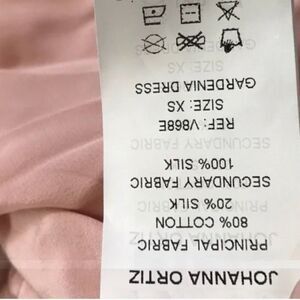 JOHANNA ORTIZ
PRINCIPAL FABRIC
80% COTTON
20% SILK
SECUNDARY FABRIC
100% SILK
REF: V868E
SIZE: XS
GARDENIA DRESS